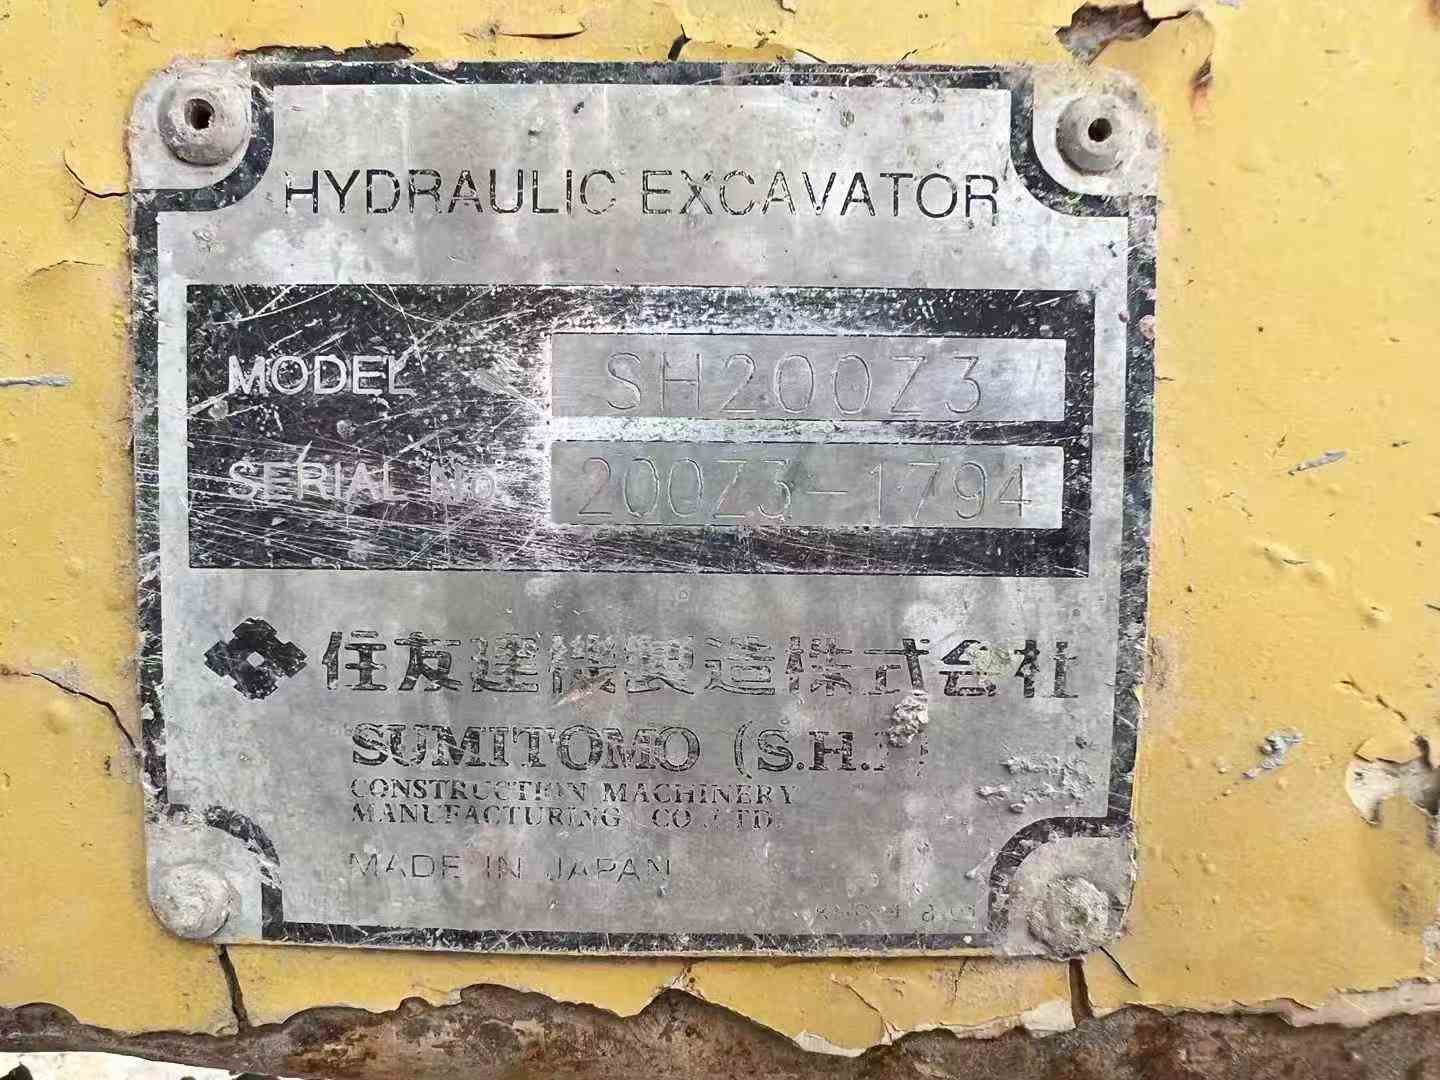 HYDRAULIC EXCAVATOR
MODEL SH200Z3
SERIAL No. 200Z3-1794
住友建機製造株式会社
SUMITOMO (S.H.I)
CONSTRUCTION MACHINERY
MANUFACTURING CO.,LTD.
MADE IN JAPAN